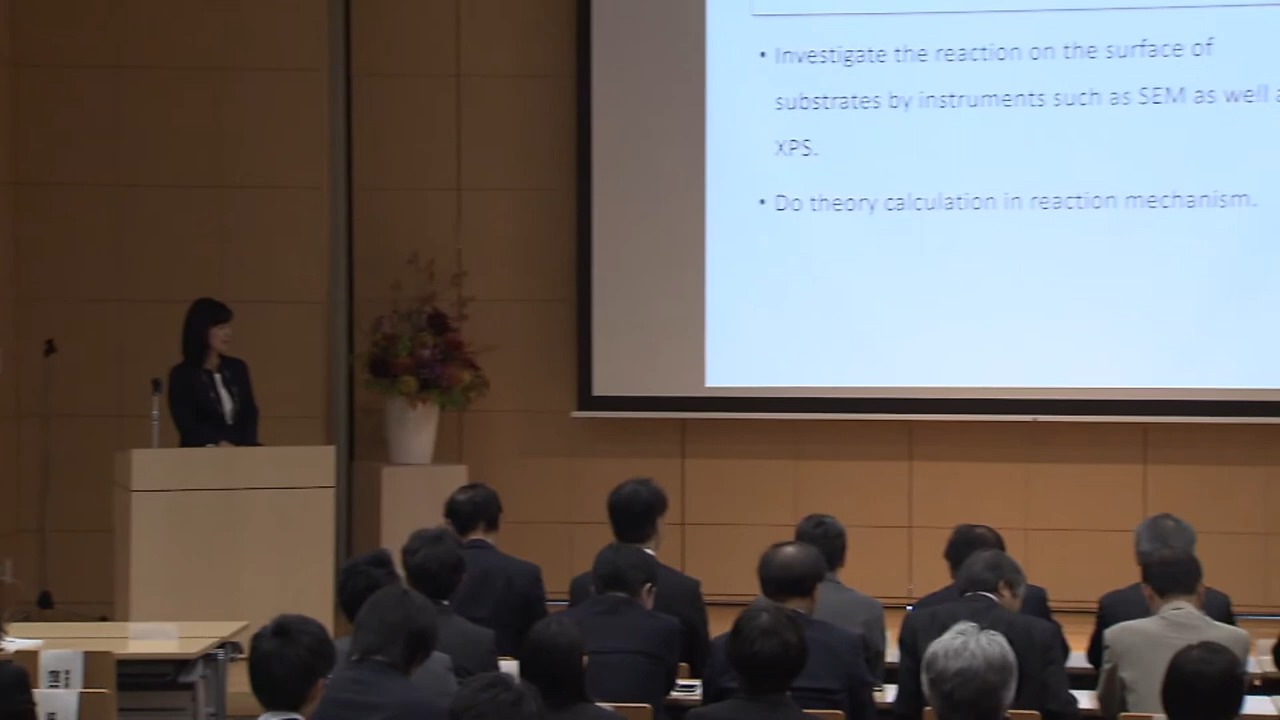 • Investigate the reaction on the surface of
substrates by instruments such as SEM as well
XPS.
• Do theory calculation in reaction mechanism.